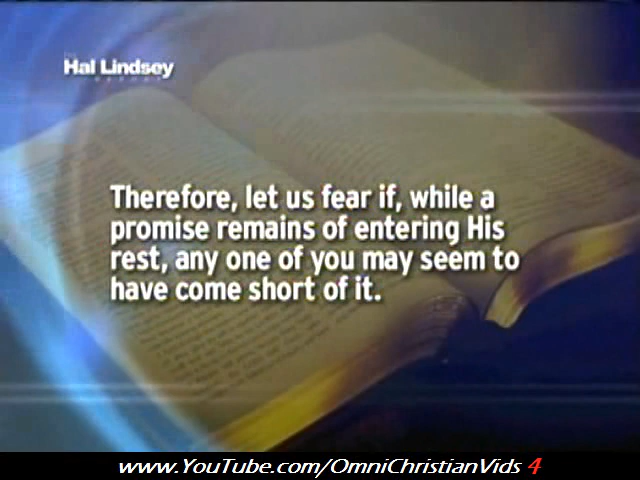 Hal Lindsey
REPORT
Therefore, let us fear if, while a
promise remains of entering His
rest, any one of you may seem to
have come short of it.
www.YouTube.com/OmniChristianVids 4